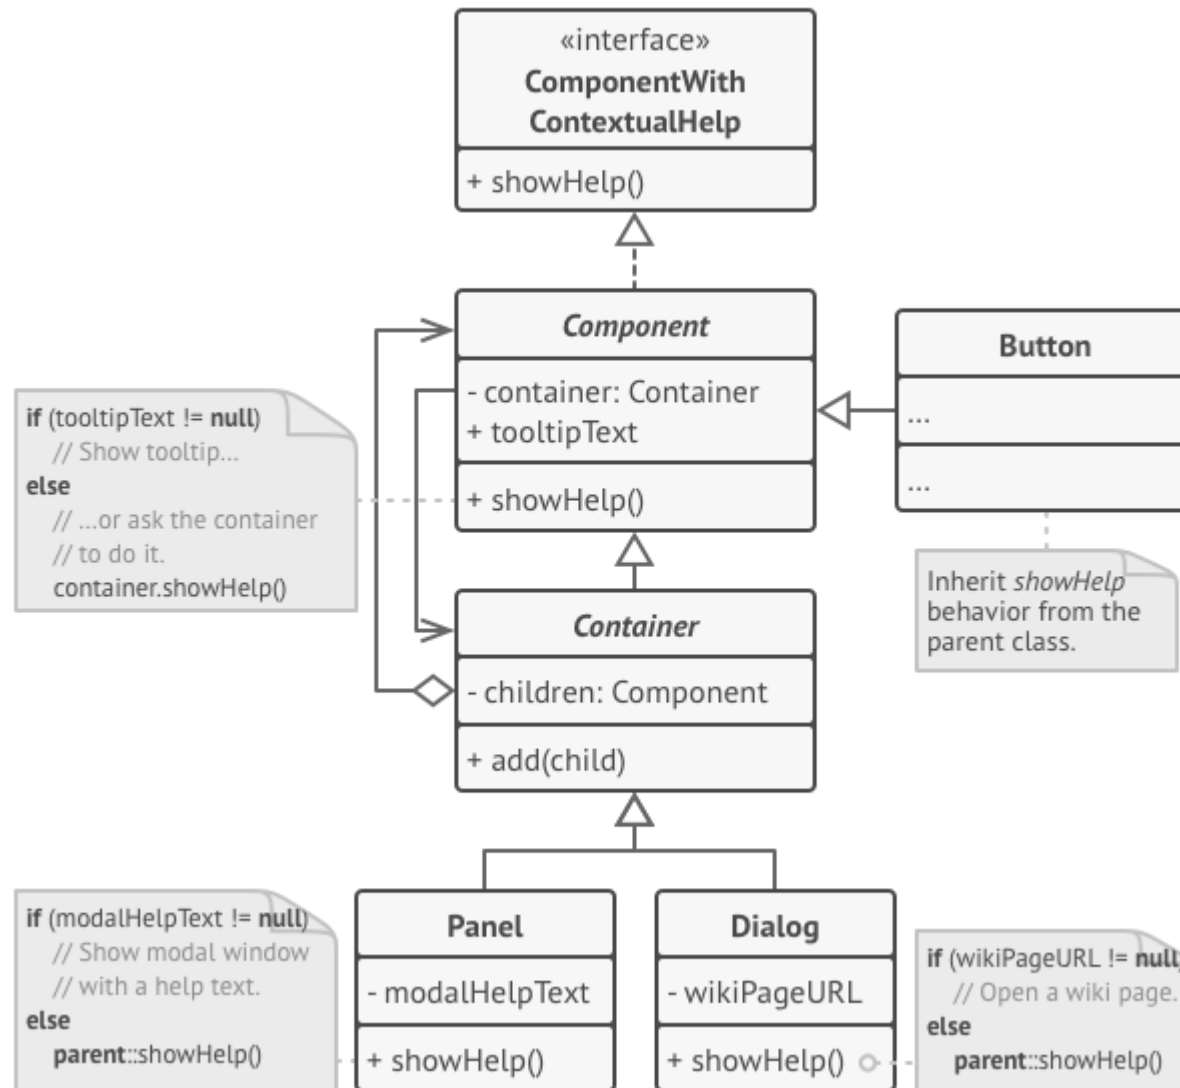 «interface»
ComponentWith
ContextualHelp
+ showHelp()
Component
- container: Container
+ tooltipText
+ showHelp()
Button
...
...
if (tooltipText != null)
// Show tooltip...
else
// ...or ask the container
// to do it.
container.showHelp()
Inherit showHelp
behavior from the
parent class.
Container
- children: Component
+ add(child)
if (modalHelpText != null)
// Show modal window
// with a help text.
else
parent::showHelp()
Panel
- modalHelpText
+ showHelp()
Dialog
- wikiPageURL
+ showHelp()
if (wikiPageURL != null)
// Open a wiki page.
else
parent::showHelp()